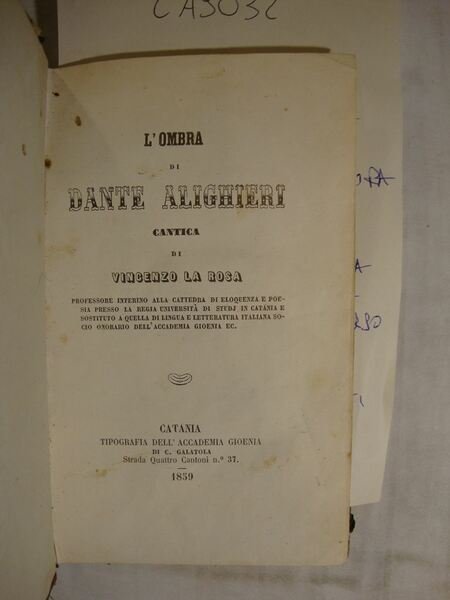 CA3032
L'OMBRA
DI
DANTE ALIGHIERI
CANTICA
DI
VINCENZO LA ROSA
PROFESSORE INTERINO ALLA CATTEDRA DI ELOQUENZA E POE-
SIA PRESSO LA REGIA UNIVERSITÀ DI STUDJ IN CATANIA E
SOSTITUTO A QUELLA DI LINGUA E LETTERATURA ITALIANA SO-
CIO ONORARIO DELL'ACCADEMIA GIOENIA EC.
CATANIA
TIPOGRAFIA DELL'ACCADEMIA GIOENIA
DI C. GALATOLA
Strada Quattro Cantoni n.º 37.
1859